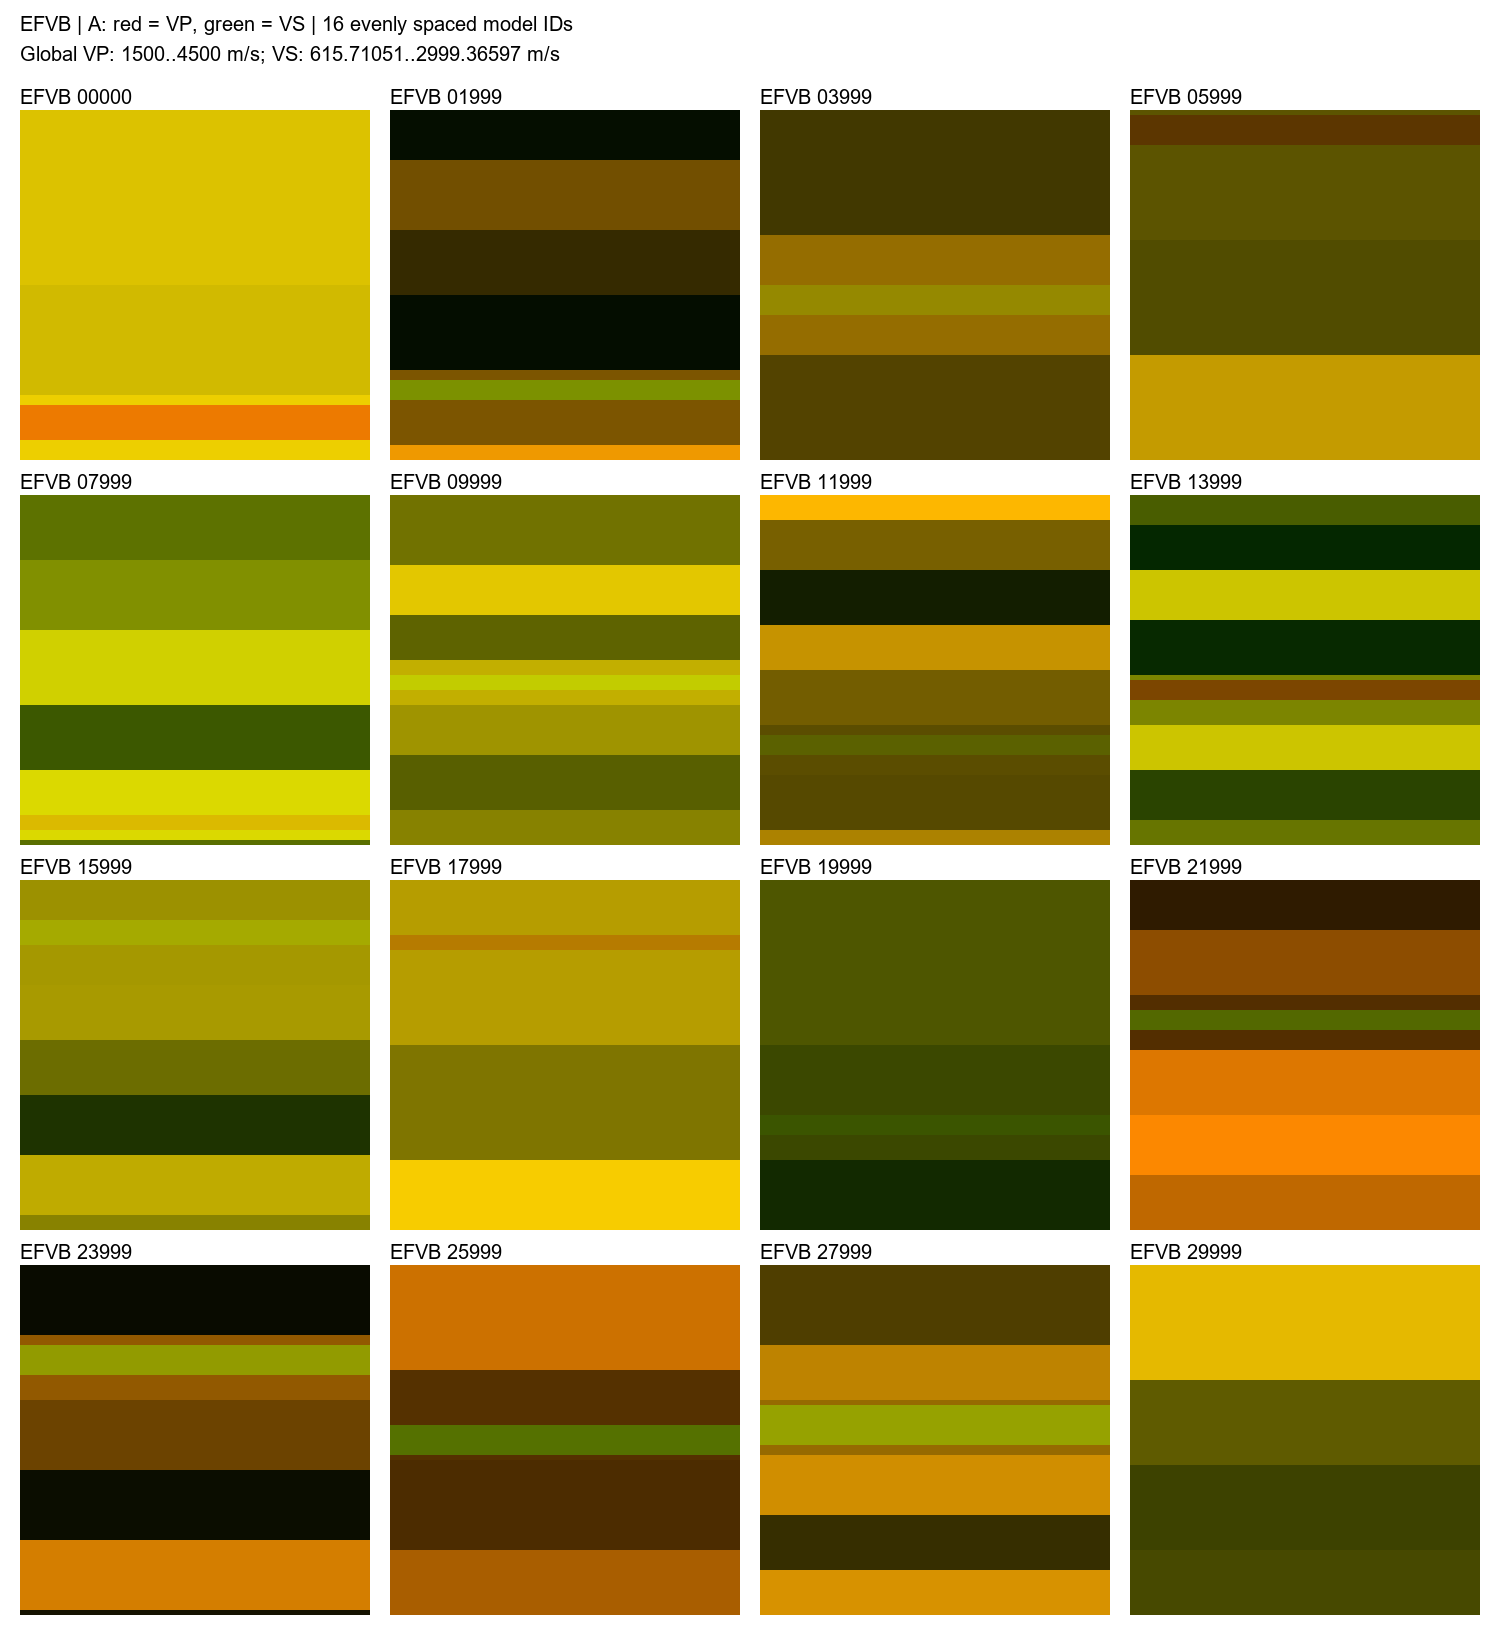 EFVB | A: red = VP, green = VS | 16 evenly spaced model IDs
Global VP: 1500..4500 m/s; VS: 615.71051..2999.36597 m/s
EFVB 00000
EFVB 01999
EFVB 03999
EFVB 05999
EFVB 07999
EFVB 09999
EFVB 11999
EFVB 13999
EFVB 15999
EFVB 17999
EFVB 19999
EFVB 21999
EFVB 23999
EFVB 25999
EFVB 27999
EFVB 29999